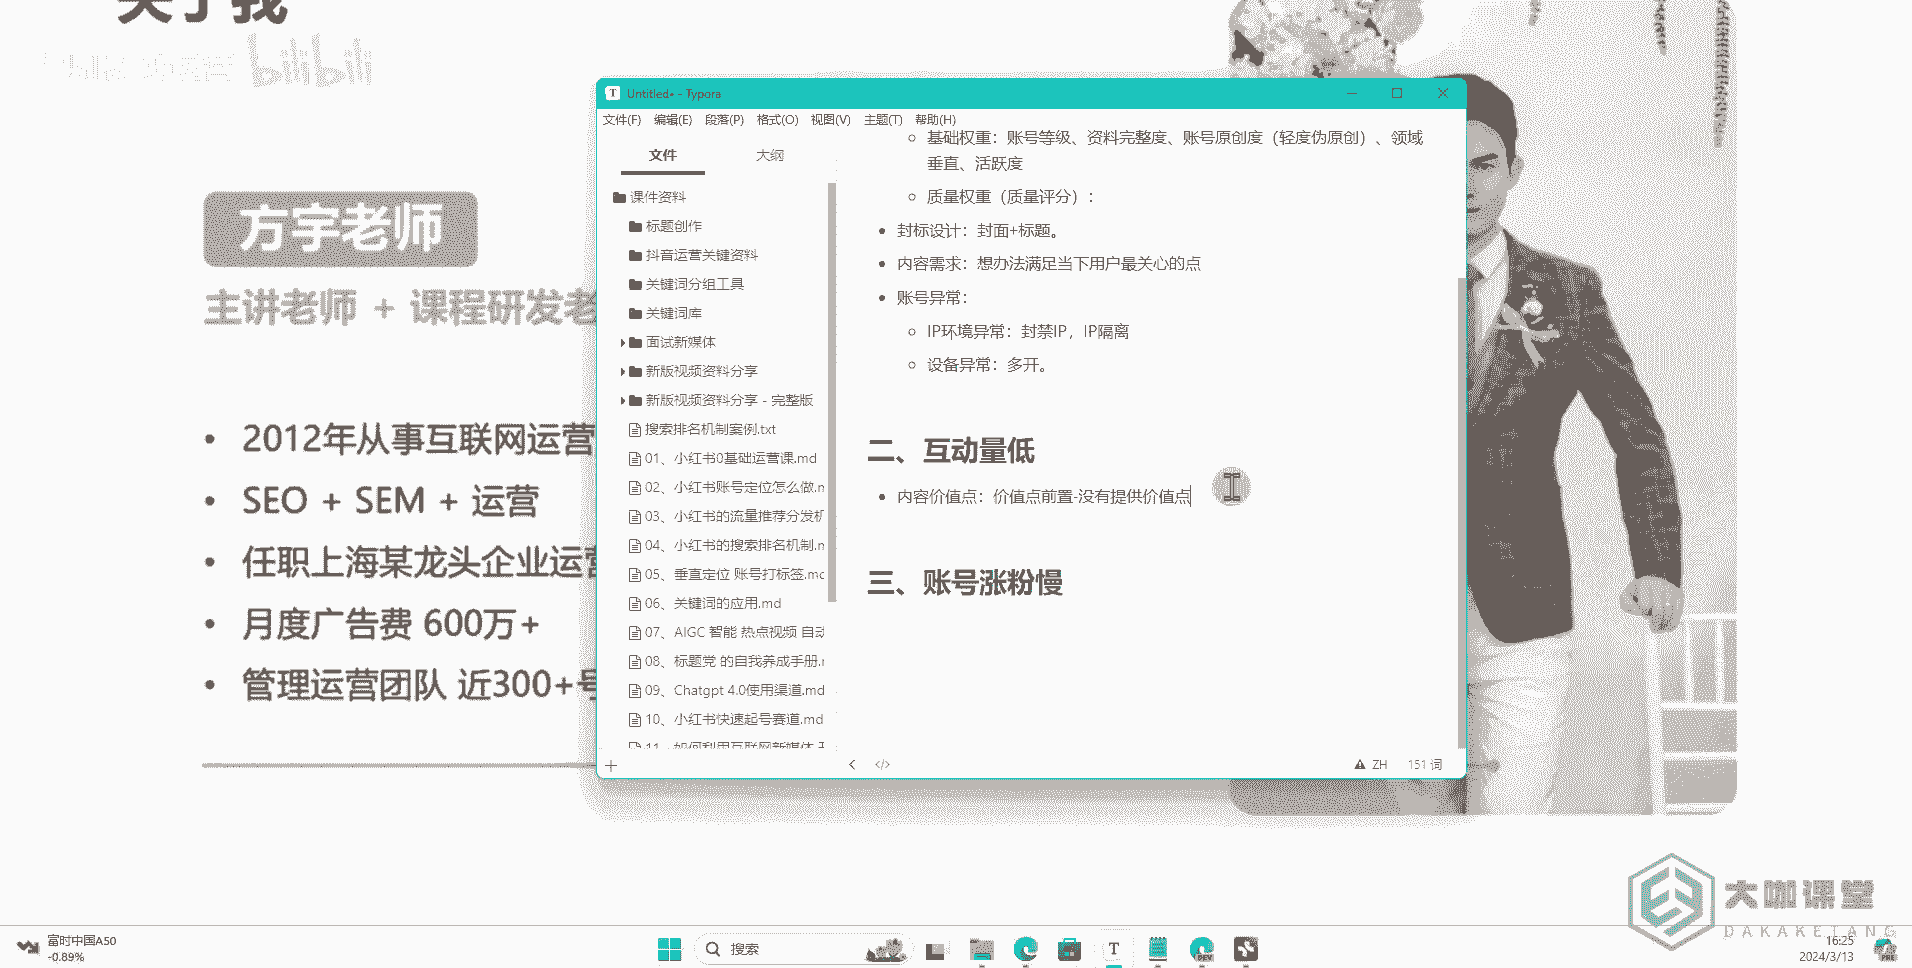 关于我
bilibili
方宇老师
主讲老师 + 课程研发老
2012年从事互联网运营
SEO + SEM + 运营
任职上海某龙头企业运营
月度广告费 600万+
管理运营团队 近300+号
Untitled• - Typora
文件(F) 编辑(E) 段落(P) 格式(O) 视图(V) 主题(T) 帮助(H)
文件 大纲
课件资料
标题创作
抖音运营关键资料
关键词分组工具
关键词库
面试新媒体
新版视频资料分享
新版视频资料分享 - 完整版
搜索排名机制案例.txt
01、小红书0基础运营课.md
02、小红书账号定位怎么做.m
03、小红书的流量推荐分发机
04、小红书的搜索排名机制.m
05、垂直定位 账号打标签.md
06、关键词的应用.md
07、AIGC 智能 热点视频 自动
08、标题党 的自我养成手册.m
09、Chatgpt 4.0使用渠道.md
10、小红书快速起号赛道.md
11、如何利用互联网新媒体
基础权重：账号等级、资料完整度、账号原创度（轻度伪原创）、领域
垂直、活跃度
质量权重（质量评分）：
封标设计：封面+标题。
内容需求：想办法满足当下用户最关心的点
账号异常：
IP环境异常：封禁IP，IP隔离
设备异常：多开。
二、互动量低
内容价值点：价值点前置-没有提供价值点
三、账号涨粉慢
ZH 151 词
大咖课堂
DAKAKETANG
富时中国A50
-0.89%
搜索
16:25
2024/3/13